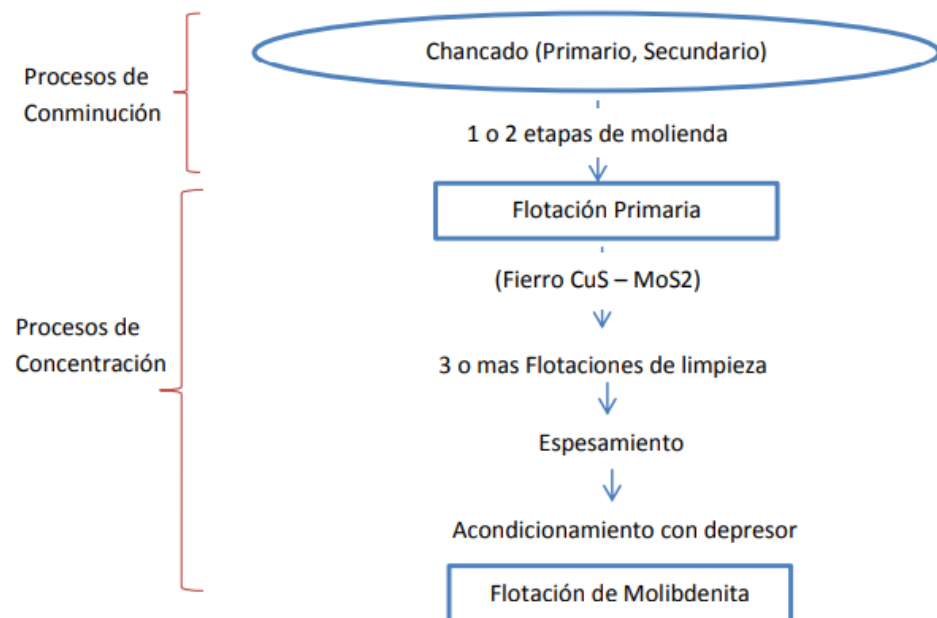 Chancado (Primario, Secundario)
Procesos de
Conminución
1 o 2 etapas de molienda
Flotación Primaria
(Fierro CuS – MoS2)
Procesos de
Concentración
3 o mas Flotaciones de limpieza
Espesamiento
Acondicionamiento con depresor
Flotación de Molibdenita